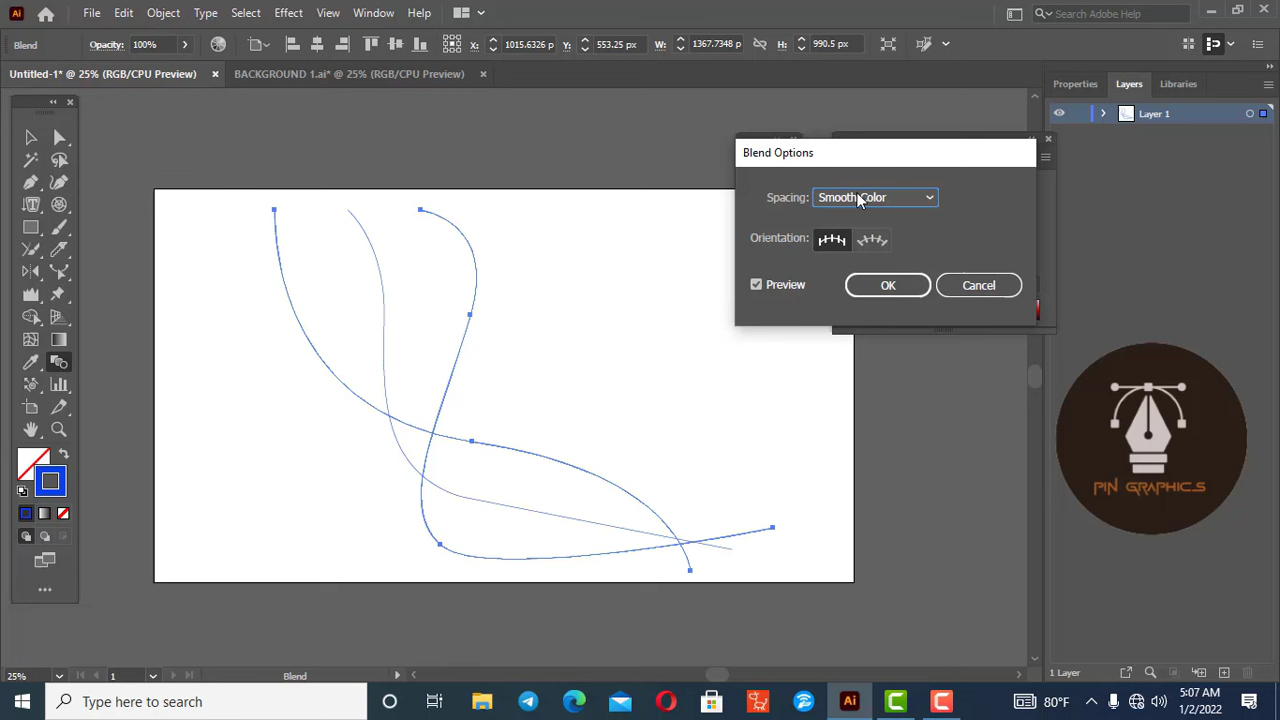 Ai File Edit Object Type Select Effect View Window Help Search Adobe Help
Blend Opacity: 100% X: 1015.6326 p Y: 553.25 px W: 1367.7348 p H: 990.5 px
Untitled-1* @ 25% (RGB/CPU Preview) × BACKGROUND 1.ai* @ 25% (RGB/CPU Preview) ×
Properties Layers Libraries
Layer 1
Blend Options
Spacing: Smooth Color
Orientation:
Preview OK Cancel
PIN GRAPHICS
25% 1 Blend 1 Layer
Type here to search Ai 80°F 5:07 AM
1/2/2022